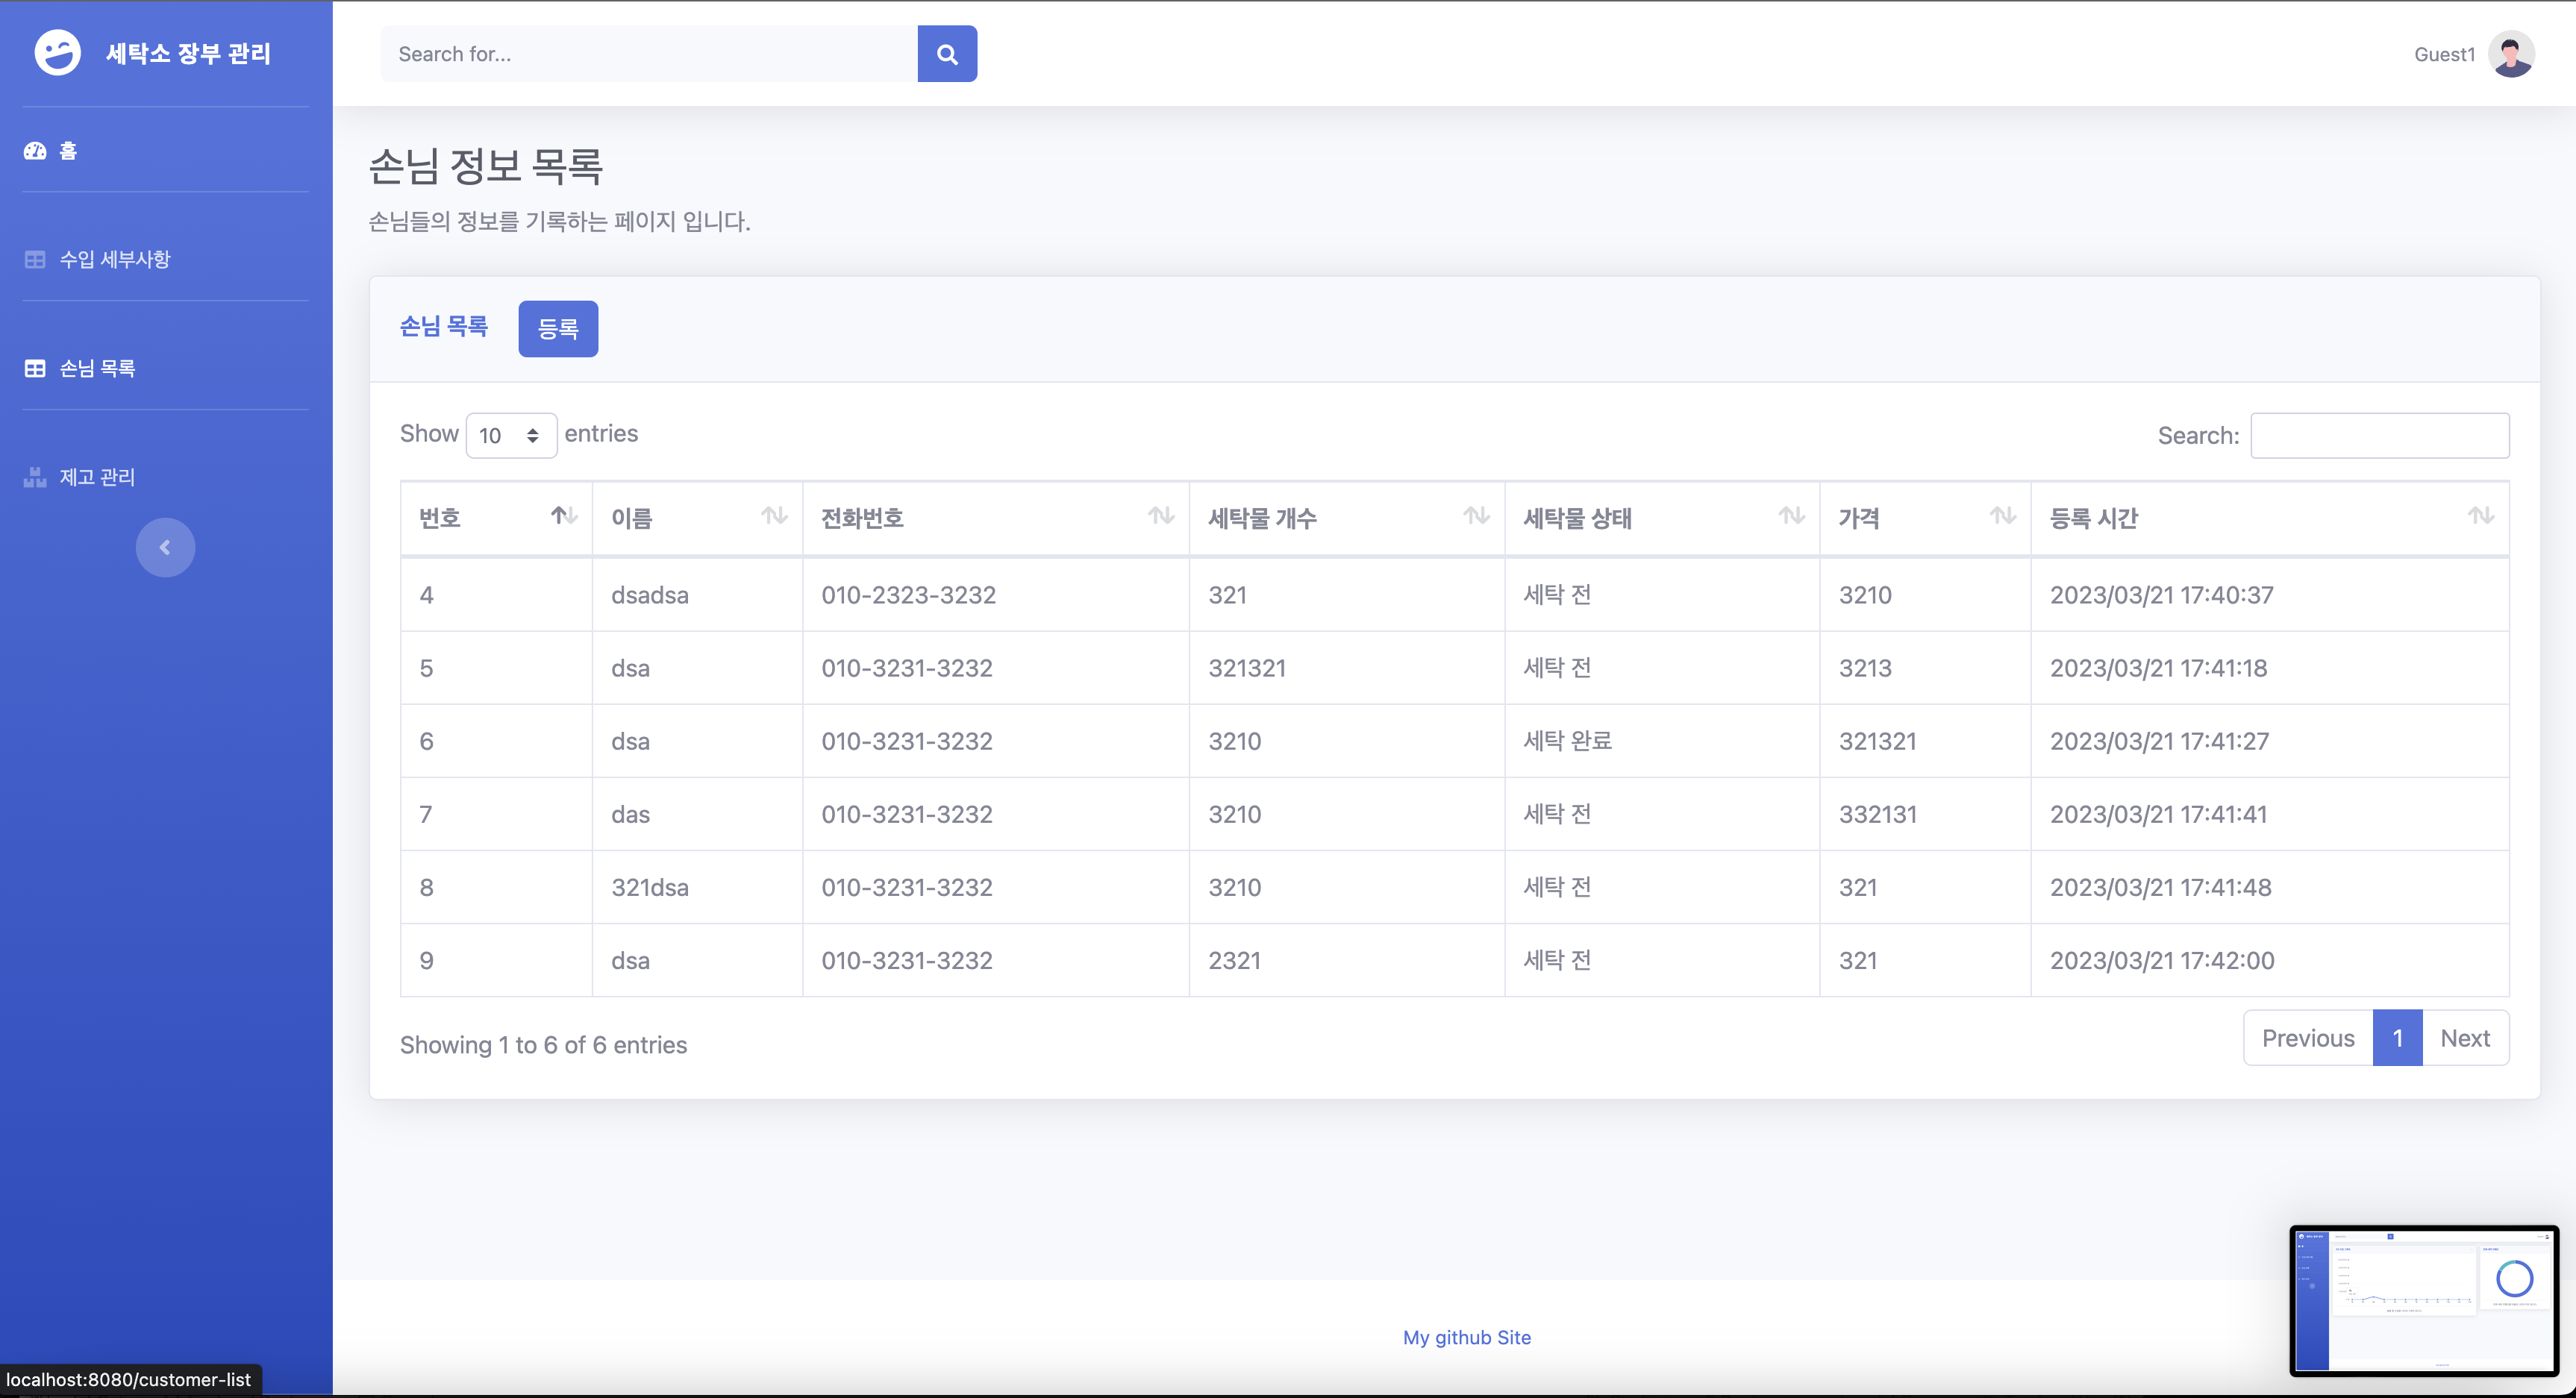 세탁소 장부 관리
Search for...
Guest1
홈
수입 세부사항
손님 목록
제고 관리
손님 정보 목록
손님들의 정보를 기록하는 페이지 입니다.
손님 목록 등록
Show 10 entries Search:
번호 이름 전화번호 세탁물 개수 세탁물 상태 가격 등록 시간
4 dsadsa 010-2323-3232 321 세탁 전 3210 2023/03/21 17:40:37
5 dsa 010-3231-3232 321321 세탁 전 3213 2023/03/21 17:41:18
6 dsa 010-3231-3232 3210 세탁 완료 321321 2023/03/21 17:41:27
7 das 010-3231-3232 3210 세탁 전 332131 2023/03/21 17:41:41
8 321dsa 010-3231-3232 3210 세탁 전 321 2023/03/21 17:41:48
9 dsa 010-3231-3232 2321 세탁 전 321 2023/03/21 17:42:00
Showing 1 to 6 of 6 entries
Previous 1 Next
My github Site
localhost:8080/customer-list